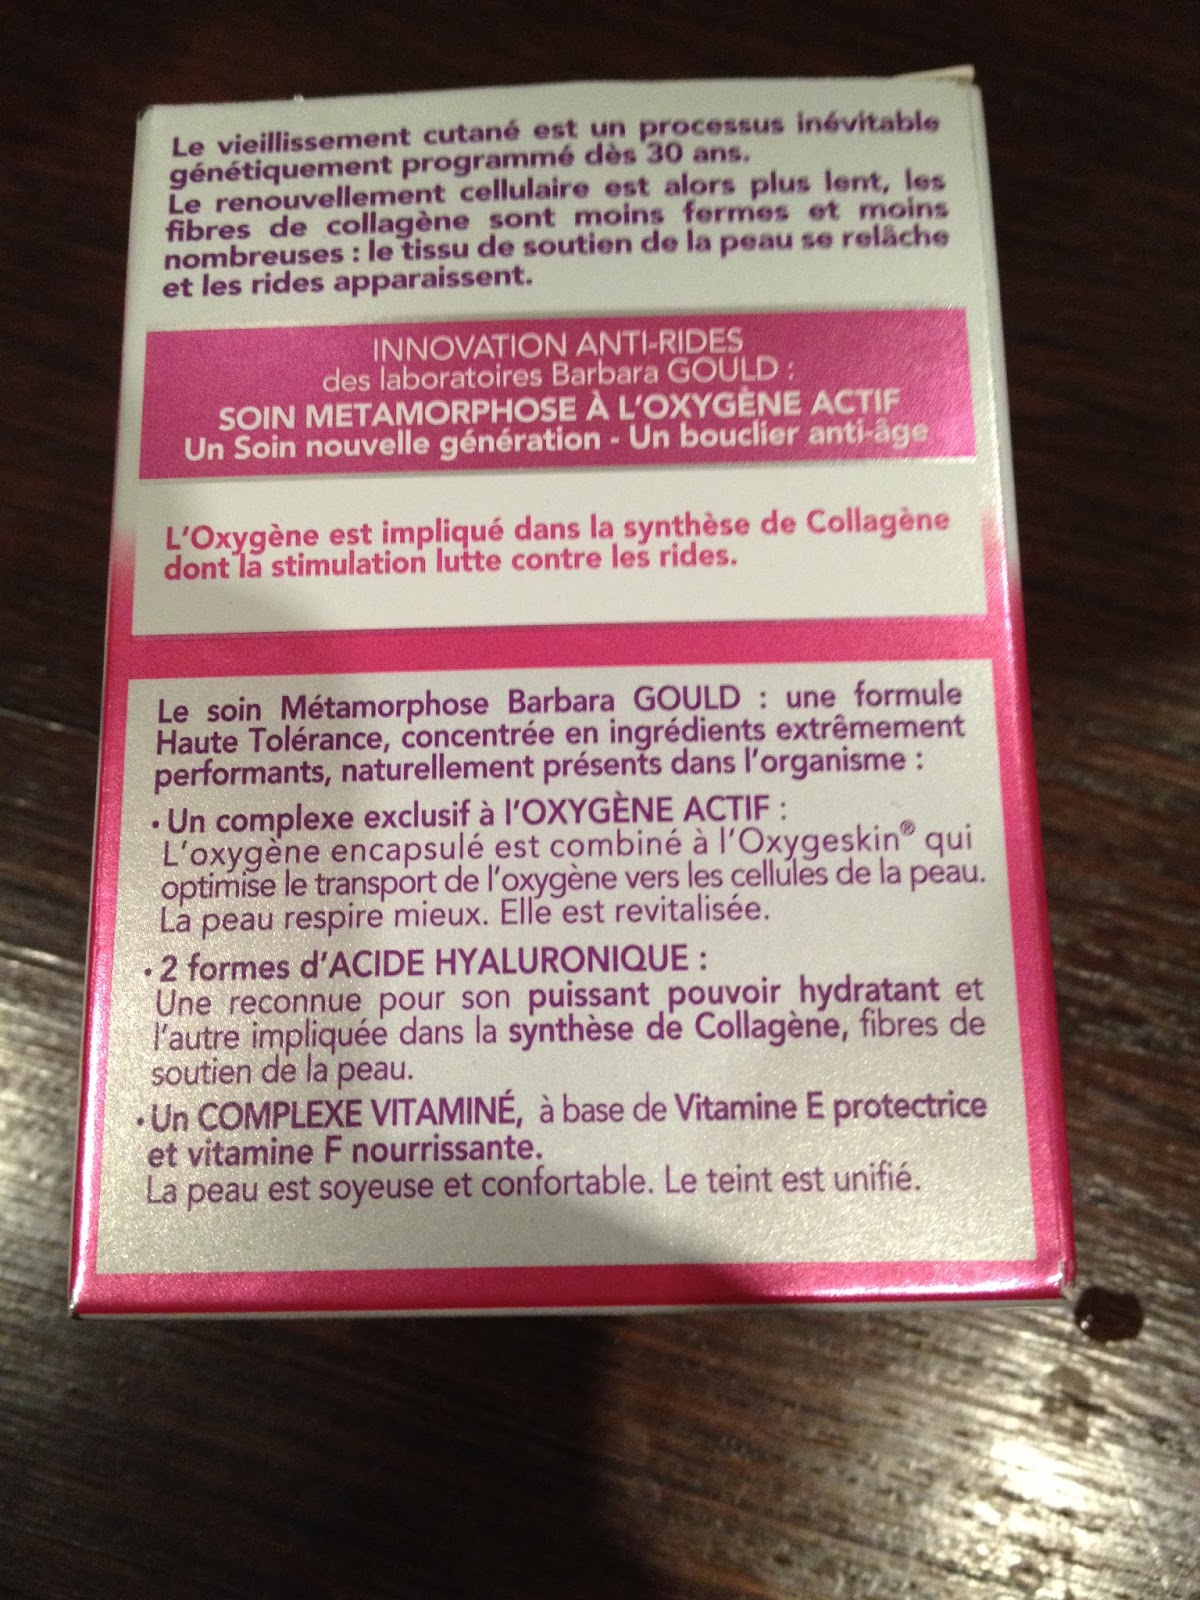 Le vieillissement cutané est un processus inévitable
génétiquement programmé dès 30 ans.
Le renouvellement cellulaire est alors plus lent, les
fibres de collagène sont moins fermes et moins
nombreuses : le tissu de soutien de la peau se relâche
et les rides apparaissent.
INNOVATION ANTI-RIDES
des laboratoires Barbara GOULD :
SOIN METAMORPHOSE À L'OXYGÈNE ACTIF
Un Soin nouvelle génération - Un bouclier anti-âge
L'Oxygène est impliqué dans la synthèse de Collagène
dont la stimulation lutte contre les rides.
Le soin Métamorphose Barbara GOULD : une formule
Haute Tolérance, concentrée en ingrédients extrêmement
performants, naturellement présents dans l'organisme :
· Un complexe exclusif à l'OXYGÈNE ACTIF :
L'oxygène encapsulé est combiné à l'Oxygeskin® qui
optimise le transport de l'oxygène vers les cellules de la peau.
La peau respire mieux. Elle est revitalisée.
· 2 formes d'ACIDE HYALURONIQUE :
Une reconnue pour son puissant pouvoir hydratant et
l'autre impliquée dans la synthèse de Collagène, fibres de
soutien de la peau.
· Un COMPLEXE VITAMINÉ, à base de Vitamine E protectrice
et vitamine F nourrissante.
La peau est soyeuse et confortable. Le teint est unifié.